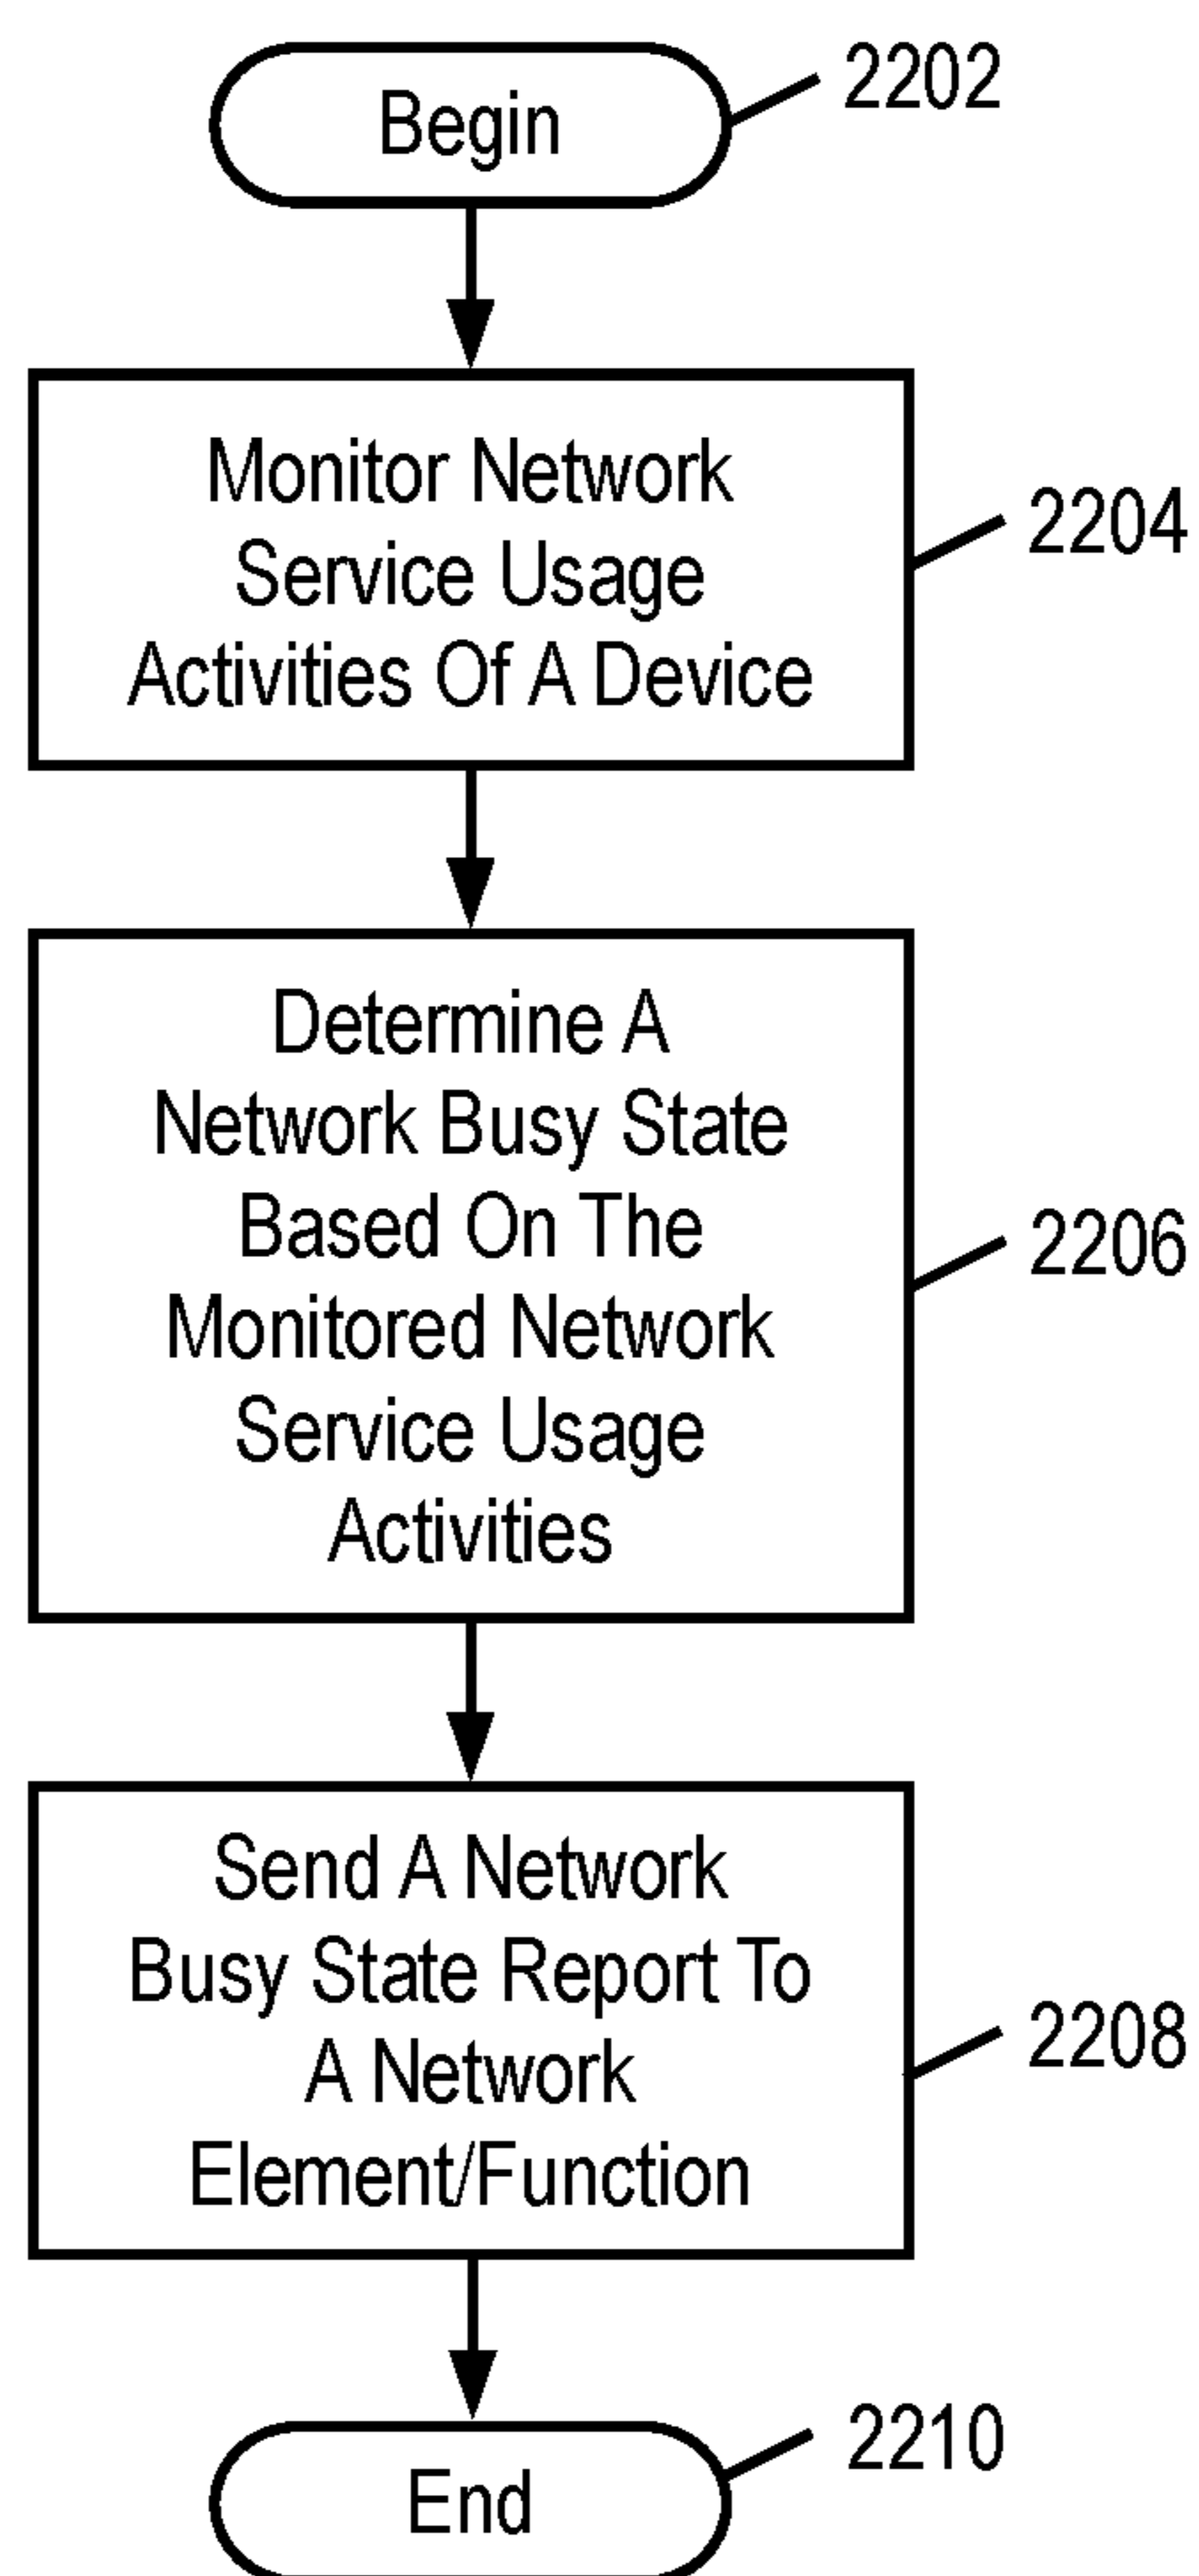 Begin
2202
Monitor Network
Service Usage
Activities Of A Device
2204
Determine A
Network Busy State
Based On The
Monitored Network
Service Usage
Activities
2206
Send A Network
Busy State Report To
A Network
Element/Function
2208
End
2210